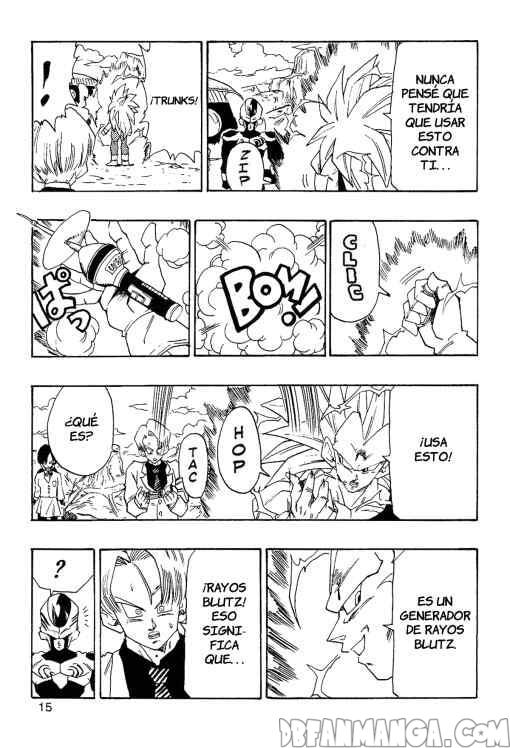 NUNCA
PENSÉ QUE
TENDRÍA
QUE USAR
ESTO
CONTRA
TI...
ZIP
¡TRUNKS!
!
CLIC
BOM!
ぱっ
¡USA
ESTO!
HOP
TAC
¿QUÉ
ES?
ES UN
GENERADOR
DE RAYOS
BLUTZ.
¡RAYOS
BLUTZ!
ESO
SIGNI-
FICA
QUE...
?
15
DBFANMANGA.COM